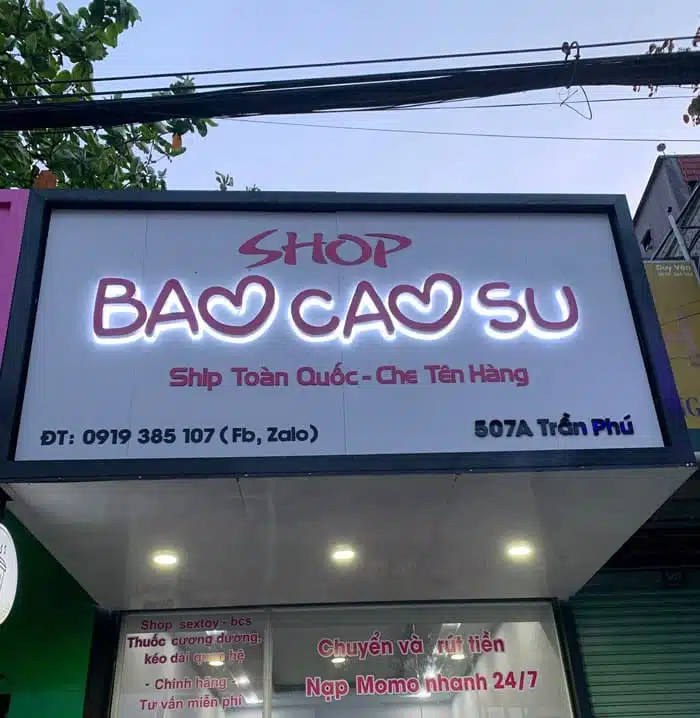 SHOP
BAO CAO SU
Ship Toàn Quốc - Che Tên Hàng
ĐT: 0919 385 107 ( Fb, Zalo)
507A Trần Phú
Duy Vân
Shop sextoy - bcs
Thuốc cương dương,
kéo dài quan hệ
- Chính hãng -
Tư vấn miễn phí
Chuyển và rút tiền
Nạp Momo nhanh 24/7